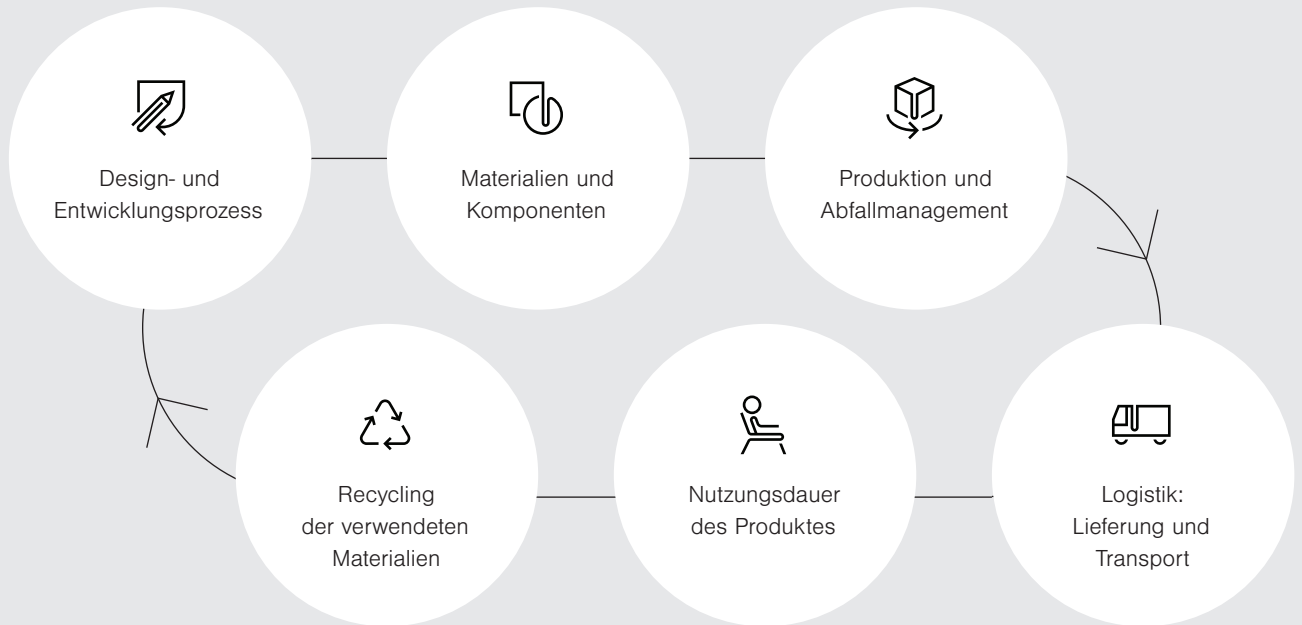 Design- und
Entwicklungsprozess
Materialien und
Komponenten
Produktion und
Abfallmanagement
Recycling
der verwendeten
Materialien
Nutzungsdauer
des Produktes
Logistik:
Lieferung und
Transport